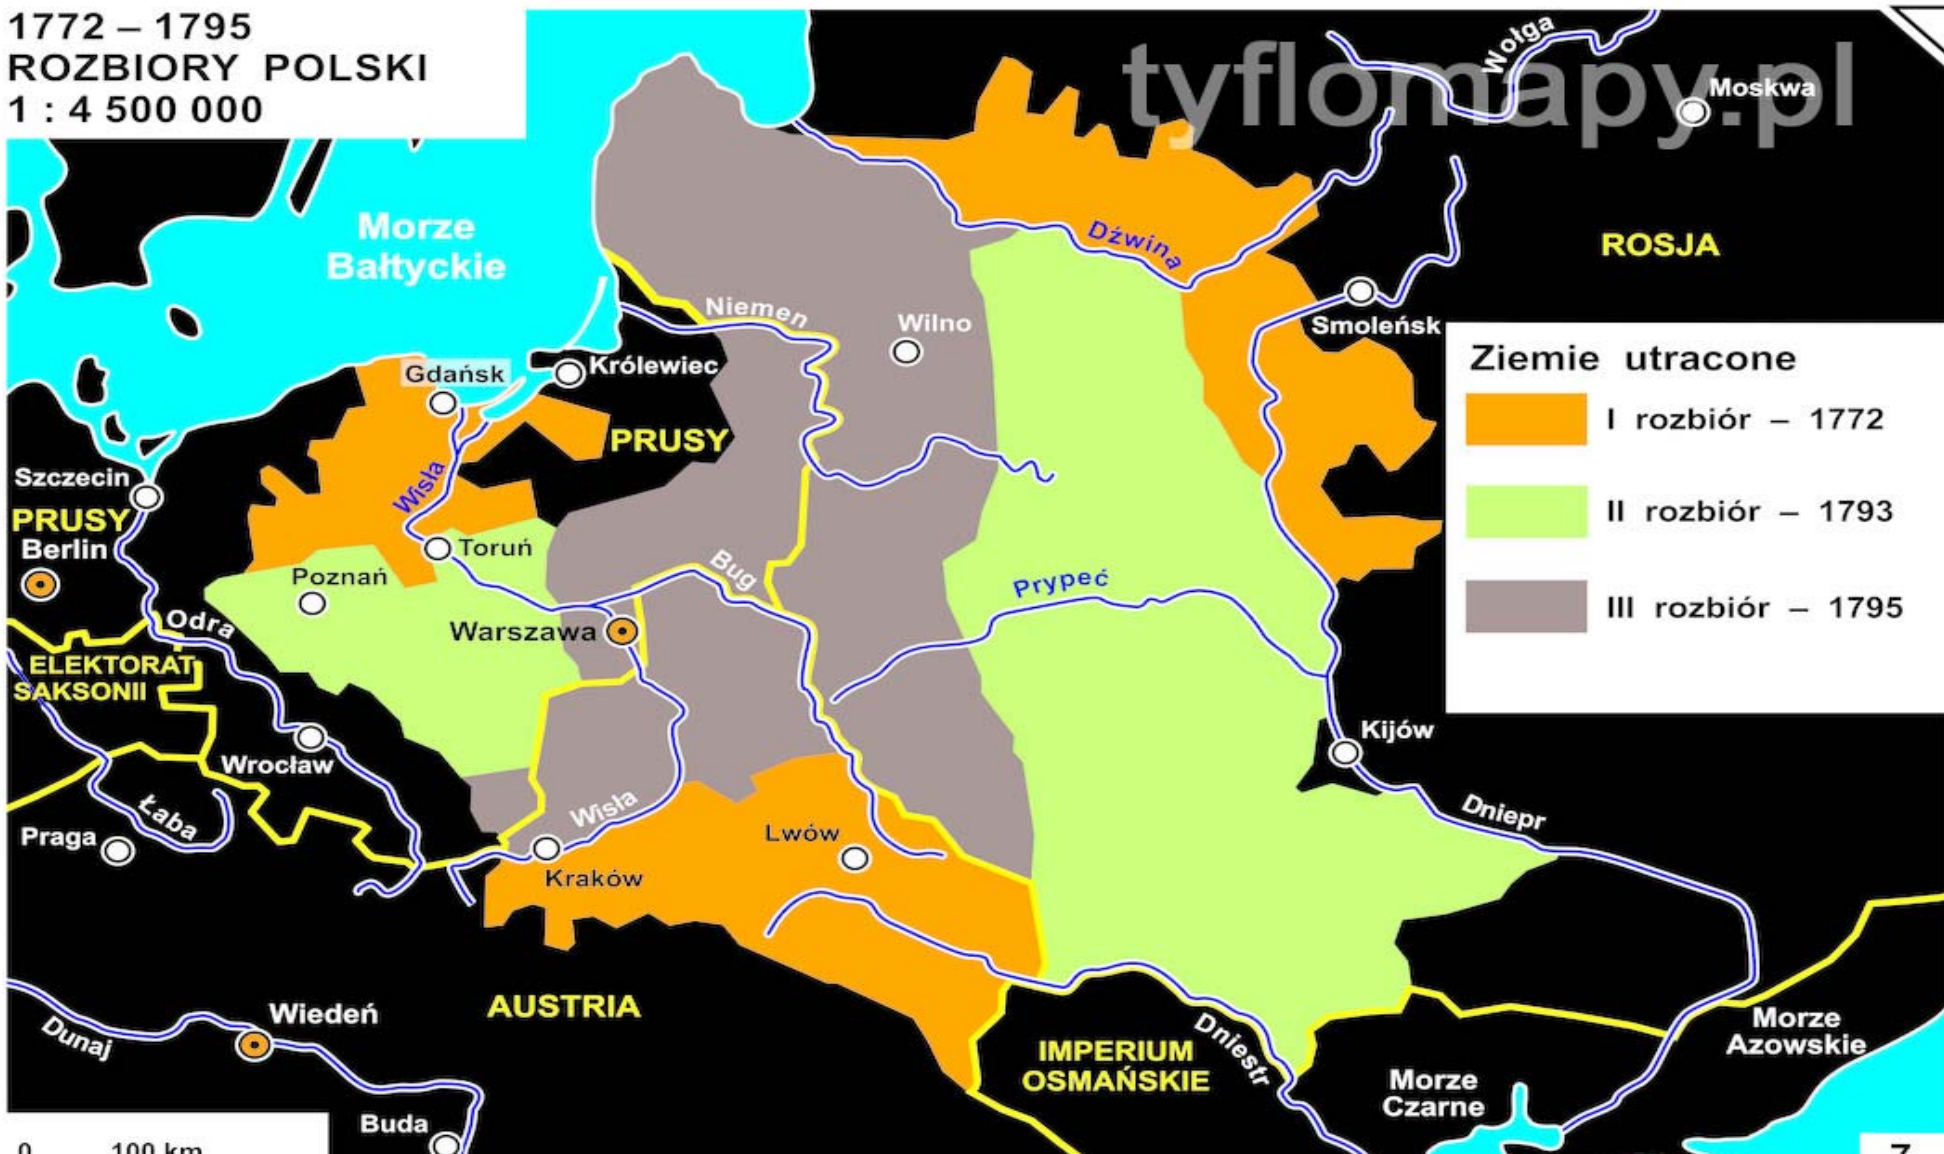 1772 – 1795
ROZBIORY POLSKI
1 : 4 500 000
tyflomapy.pl
Wołga
Moskwa
Morze
Bałtyckie
Dźwina
ROSJA
Niemen
Wilno
Smoleńsk
Gdańsk
Królewiec
PRUSY
Ziemie utracone
I rozbiór – 1772
II rozbiór – 1793
III rozbiór – 1795
Szczecin
PRUSY
Berlin
Wisła
Toruń
Poznań
Bug
Prypeć
Odra
Warszawa
ELEKTORAT
SAKSONII
Wrocław
Kijów
Łaba
Praga
Wisła
Lwów
Dniepr
Kraków
AUSTRIA
Wiedeń
Dunaj
IMPERIUM
OSMAŃSKIE
Dniestr
Morze
Azowskie
Morze
Czarne
Buda
0 100 km